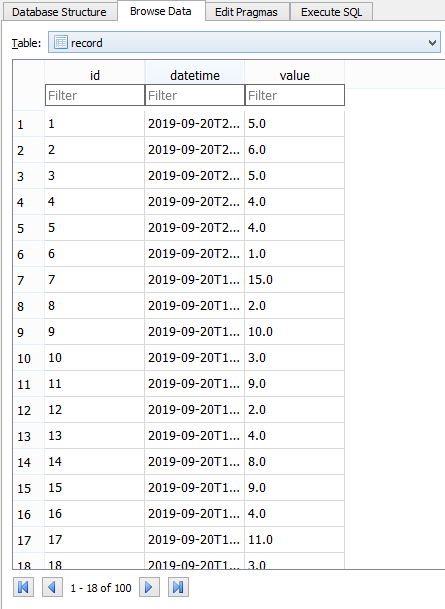 Database Structure Browse Data Edit Pragmas Execute SQL
Table: record
id datetime value
Filter Filter Filter
1 1 2019-09-20T2... 5.0
2 2 2019-09-20T2... 6.0
3 3 2019-09-20T2... 5.0
4 4 2019-09-20T2... 4.0
5 5 2019-09-20T2... 4.0
6 6 2019-09-20T2... 1.0
7 7 2019-09-20T1... 15.0
8 8 2019-09-20T1... 2.0
9 9 2019-09-20T1... 10.0
10 10 2019-09-20T1... 3.0
11 11 2019-09-20T1... 9.0
12 12 2019-09-20T1... 2.0
13 13 2019-09-20T1... 4.0
14 14 2019-09-20T1... 8.0
15 15 2019-09-20T1... 9.0
16 16 2019-09-20T1... 4.0
17 17 2019-09-20T1... 11.0
18 18 2019-09-20T1... 3.0
1 - 18 of 100